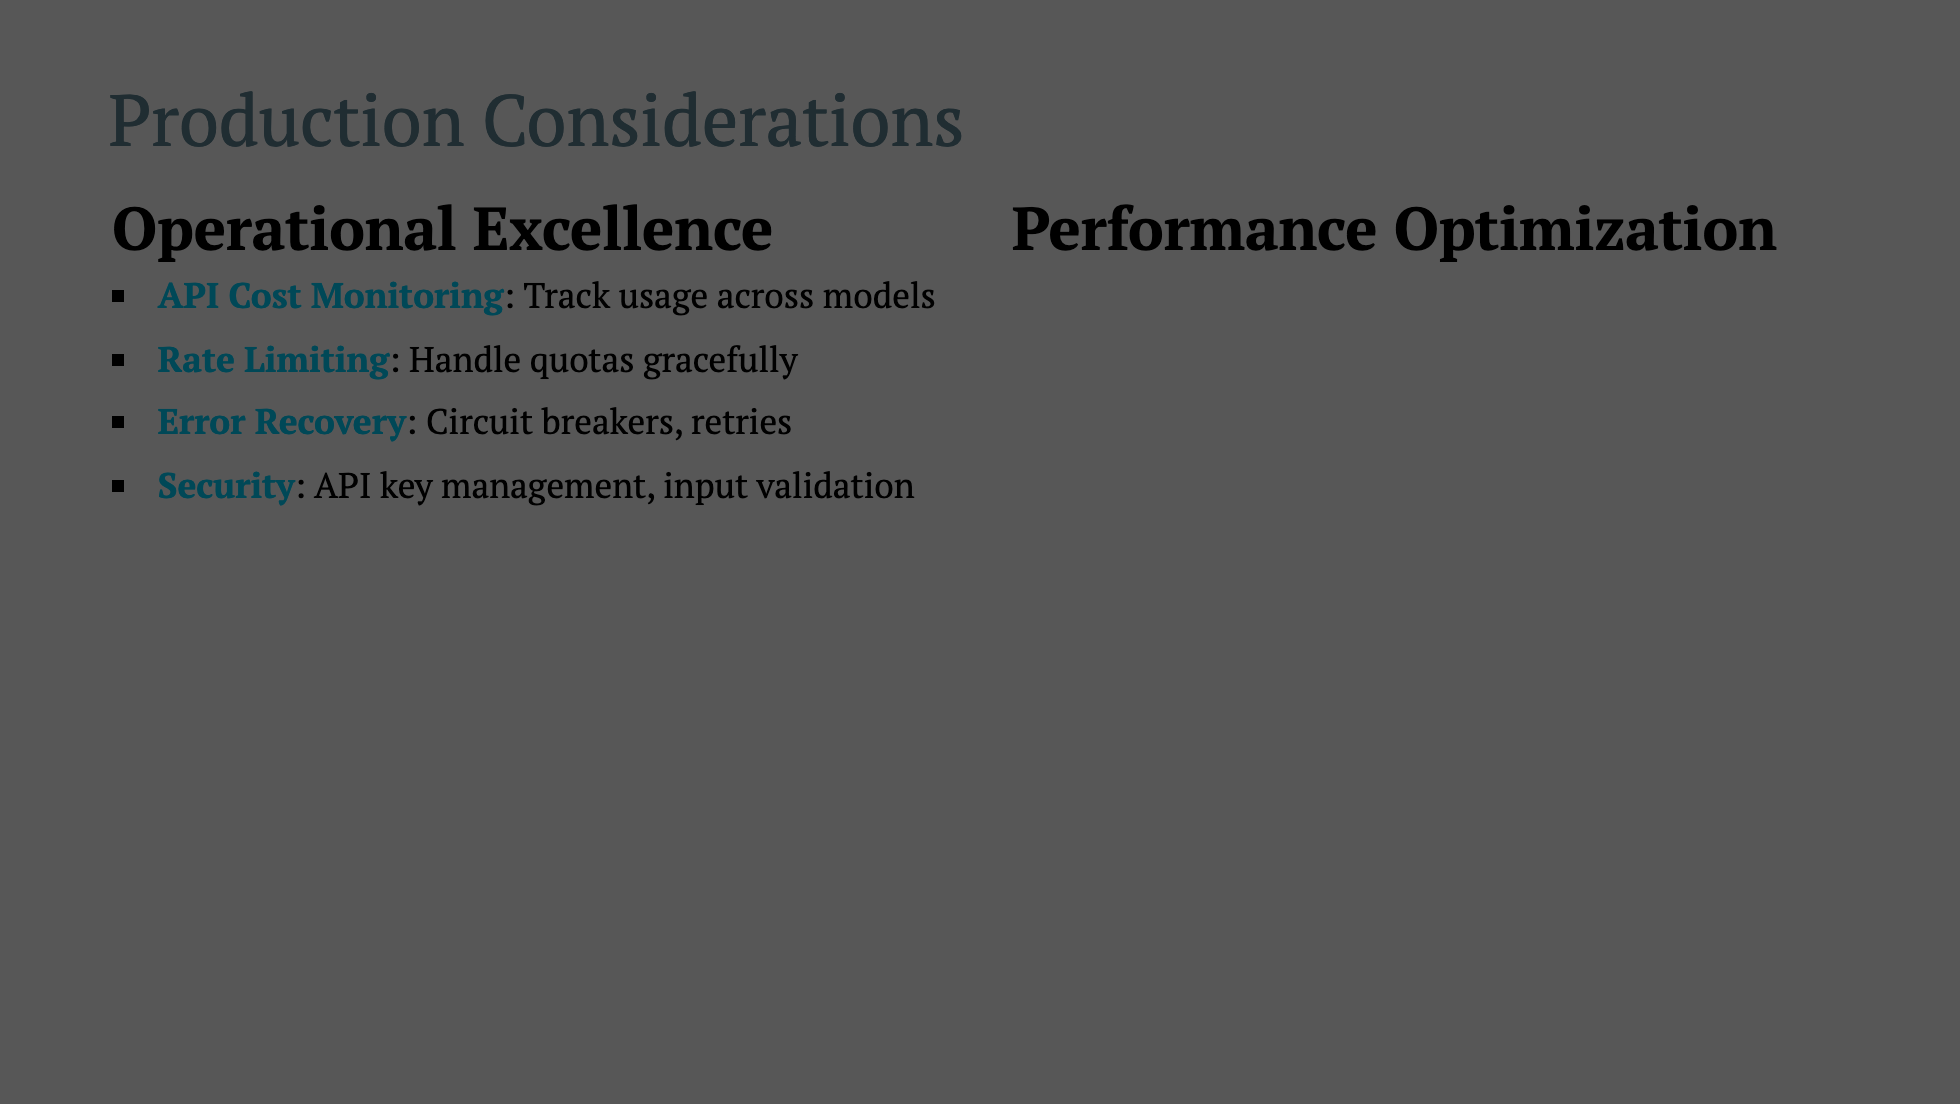 Production Considerations
Operational Excellence
▪ API Cost Monitoring: Track usage across models
▪ Rate Limiting: Handle quotas gracefully
▪ Error Recovery: Circuit breakers, retries
▪ Security: API key management, input validation
Performance Optimization